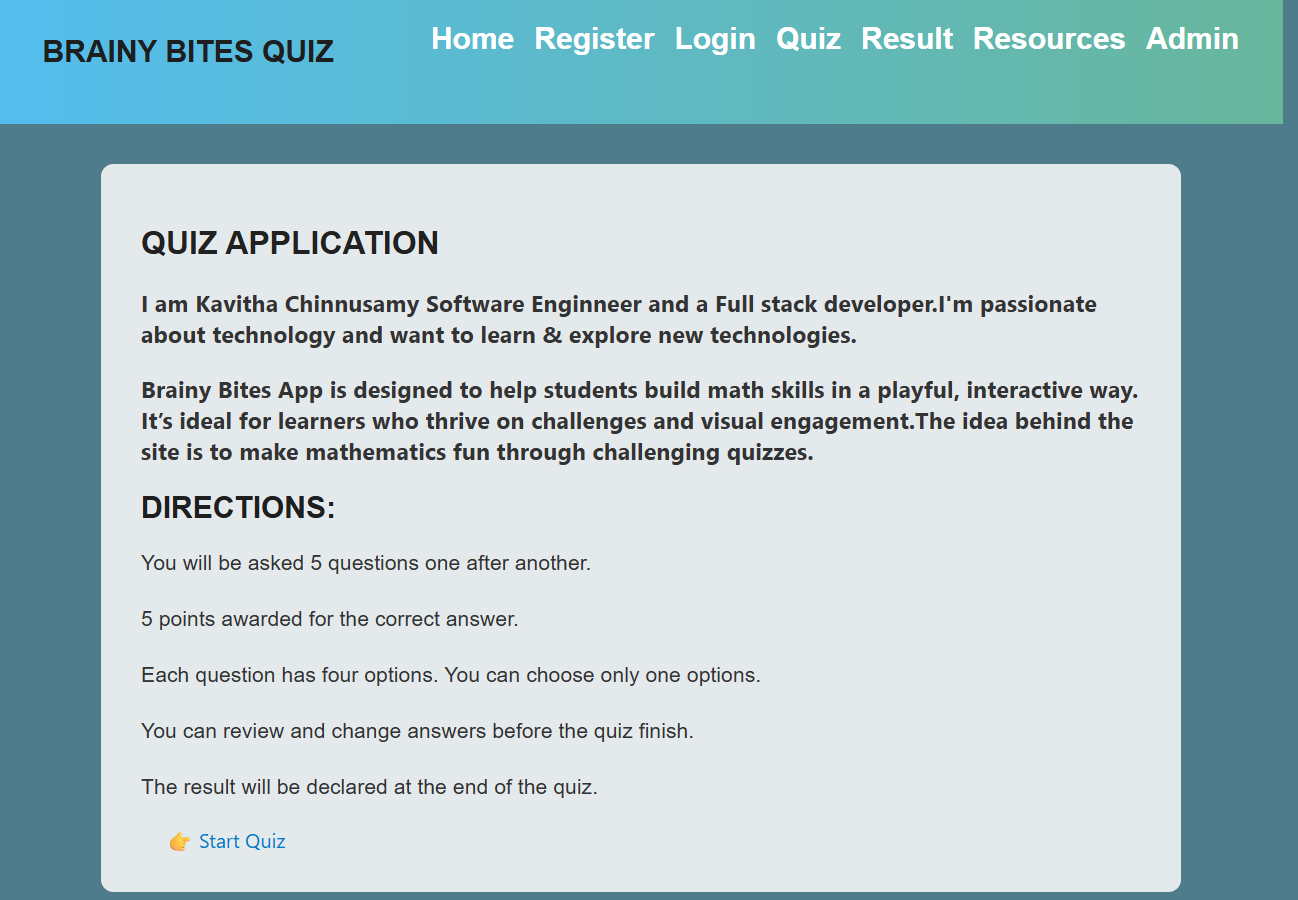 BRAINY BITES QUIZ
Home Register Login Quiz Result Resources Admin
QUIZ APPLICATION
I am Kavitha Chinnusamy Software Enginneer and a Full stack developer.I'm passionate
about technology and want to learn & explore new technologies.
Brainy Bites App is designed to help students build math skills in a playful, interactive way.
It’s ideal for learners who thrive on challenges and visual engagement.The idea behind the
site is to make mathematics fun through challenging quizzes.
DIRECTIONS:
You will be asked 5 questions one after another.
5 points awarded for the correct answer.
Each question has four options. You can choose only one options.
You can review and change answers before the quiz finish.
The result will be declared at the end of the quiz.
👉 Start Quiz